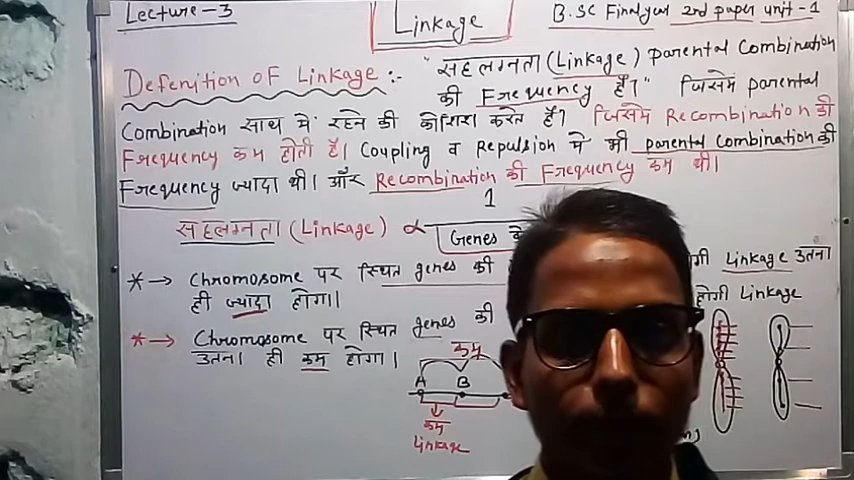 Lecture-3
Linkage
B.SC Final year 2nd paper unit-1
Defenition OF Linkage :- "सहलग्नता (Linkage) parental Combination
की Frequency है।" जिसमें parental
Combination साथ में रहने की कोशिश करते हैं। जिसमें Recombination की
Frequency कम होती है। Coupling व Repulsion में भी parental combination की
Frequency ज्यादा थी। और Recombination की Frequency कम थी।
1
सहलग्नता (Linkage) ∝
Genes के
*→ Chromosome पर स्थित genes की Linkage उतना
ही ज्यादा होगा।
*→ Chromosome पर स्थित genes की होगी Linkage
उतना ही कम होगा।
कम
A B
कम
Linkage